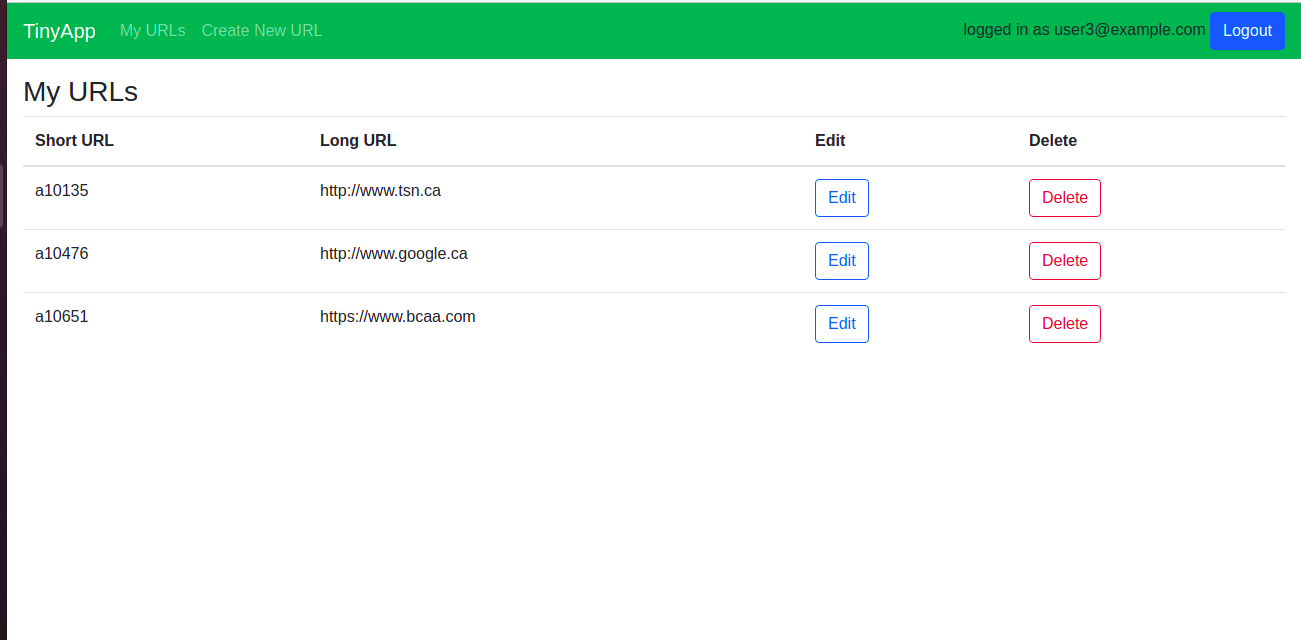 TinyApp My URLs Create New URL logged in as user3@example.com Logout
My URLs
Short URL Long URL Edit Delete
a10135 http://www.tsn.ca Edit Delete
a10476 http://www.google.ca Edit Delete
a10651 https://www.bcaa.com Edit Delete